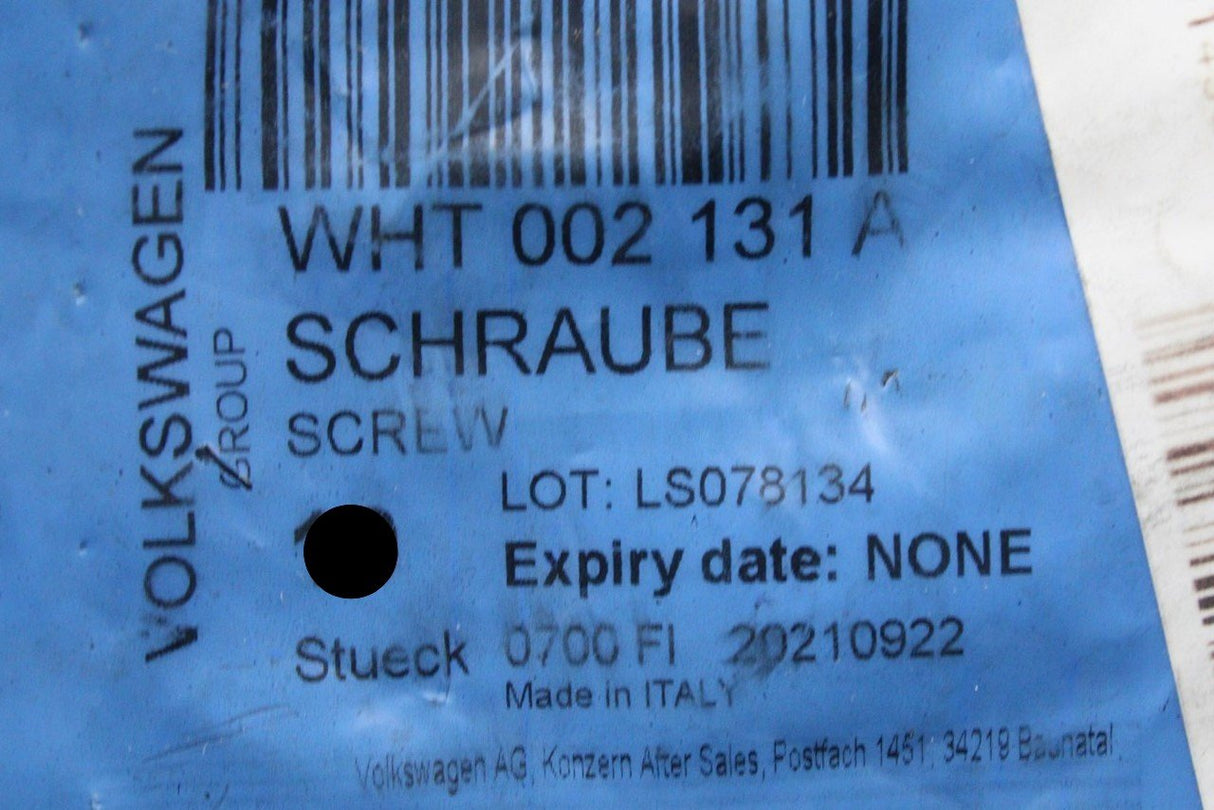 VOLKSWAGEN
GROUP
WHT 002 131 A
SCHRAUBE
SCREW
LOT: LS078134
Expiry date: NONE
Stueck 0700 FI 20210922
Made in ITALY
Volkswagen AG, Konzern After Sales, Postfach 1451, 34219 Baunatal